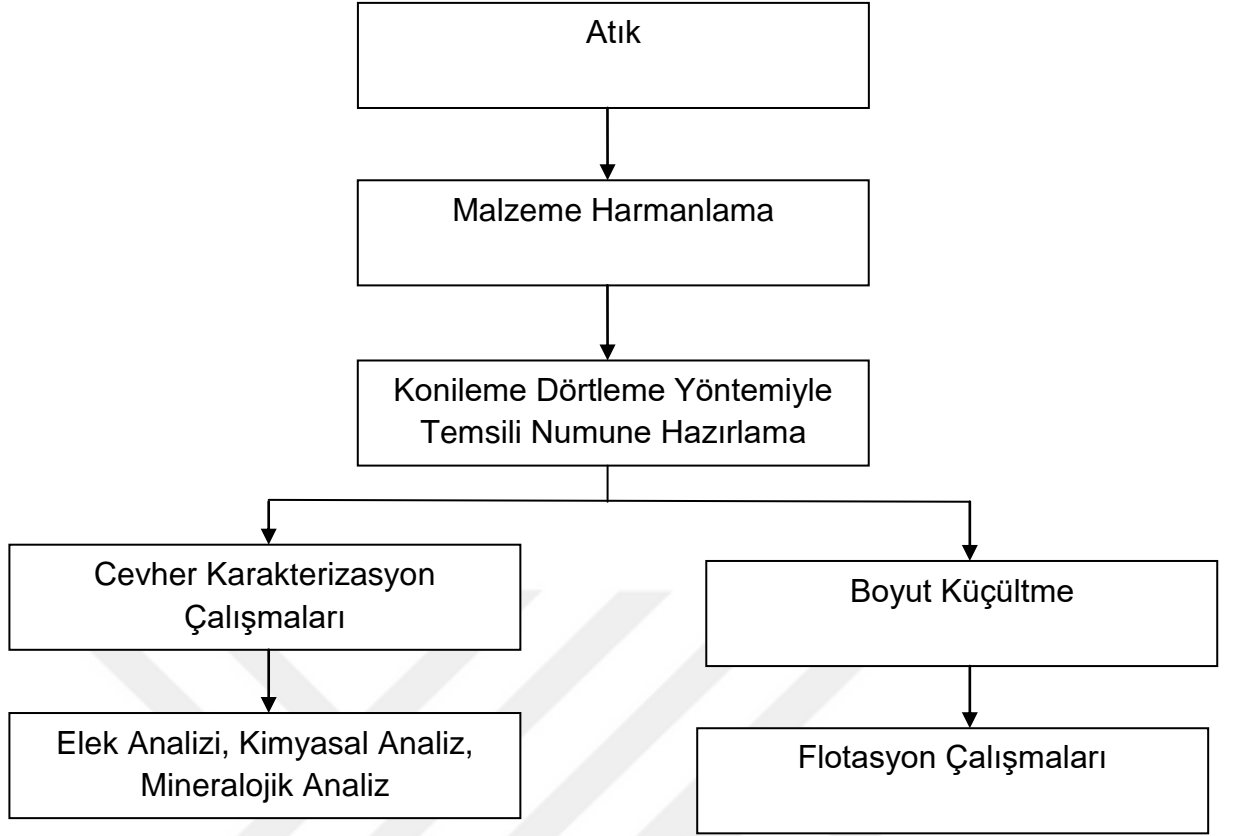 Atık
Malzeme Harmanlama
Konileme Dörtleme Yöntemiyle
Temsili Numune Hazırlama
Cevher Karakterizasyon
Çalışmaları
Boyut Küçültme
Elek Analizi, Kimyasal Analiz,
Mineralojik Analiz
Flotasyon Çalışmaları